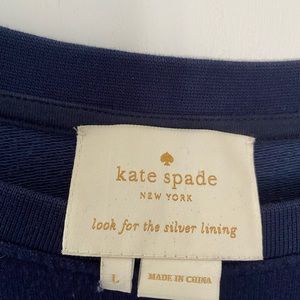 kate spade
NEW YORK
look for the silver lining
L
MADE IN CHINA